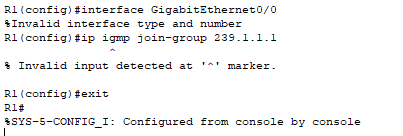 R1(config)#interface GigabitEthernet0/0
%Invalid interface type and number
R1(config)#ip igmp join-group 239.1.1.1
^
% Invalid input detected at '^' marker.
R1(config)#exit
R1#
%SYS-5-CONFIG_I: Configured from console by console